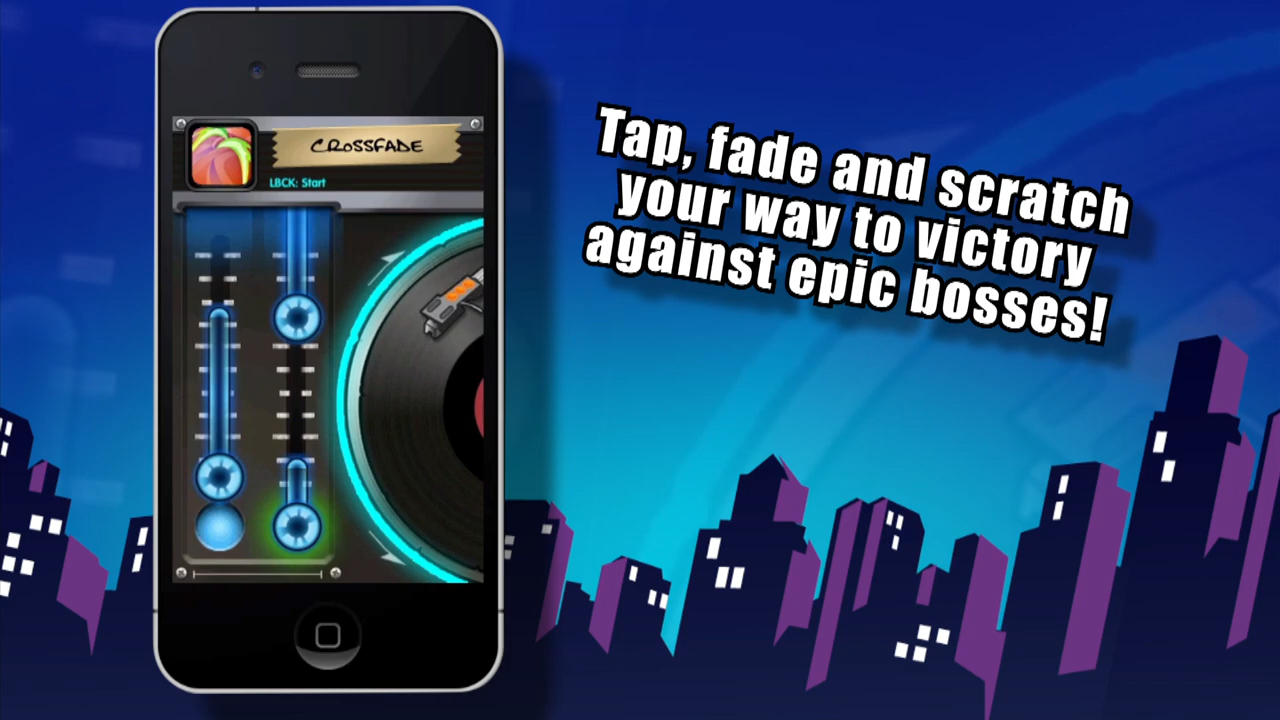 CROSSFADE
LBCK: Start
Tap, fade and scratch
your way to victory
against epic bosses!